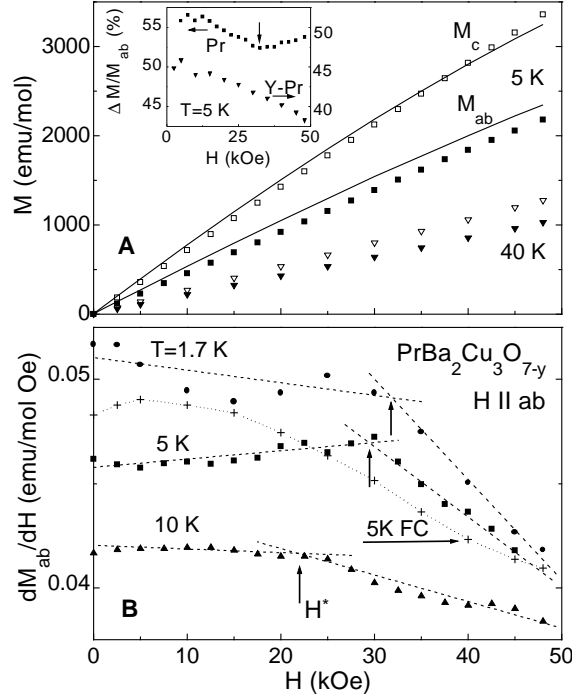 Δ M/M_ab (%)
55
50
45
50
45
40
Pr
Y-Pr
T=5 K
0
25
50
H (kOe)
M (emu/mol)
3000
2000
1000
0
M_c
5 K
M_ab
40 K
A
dM_ab/dH (emu/mol Oe)
0.05
0.04
T=1.7 K
PrBa_2Cu_3O_7-y
H II ab
5 K
5K FC
10 K
H*
B
0
10
20
30
40
50
H (kOe)